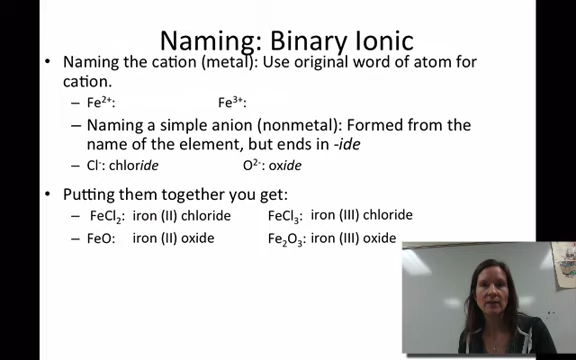 Naming: Binary Ionic
• Naming the cation (metal): Use original word of atom for
cation.
– Fe²⁺: Fe³⁺:
– Naming a simple anion (nonmetal): Formed from the
name of the element, but ends in -ide
– Cl⁻: chloride O²⁻: oxide
• Putting them together you get:
– FeCl₂: iron (II) chloride FeCl₃: iron (III) chloride
– FeO: iron (II) oxide Fe₂O₃: iron (III) oxide